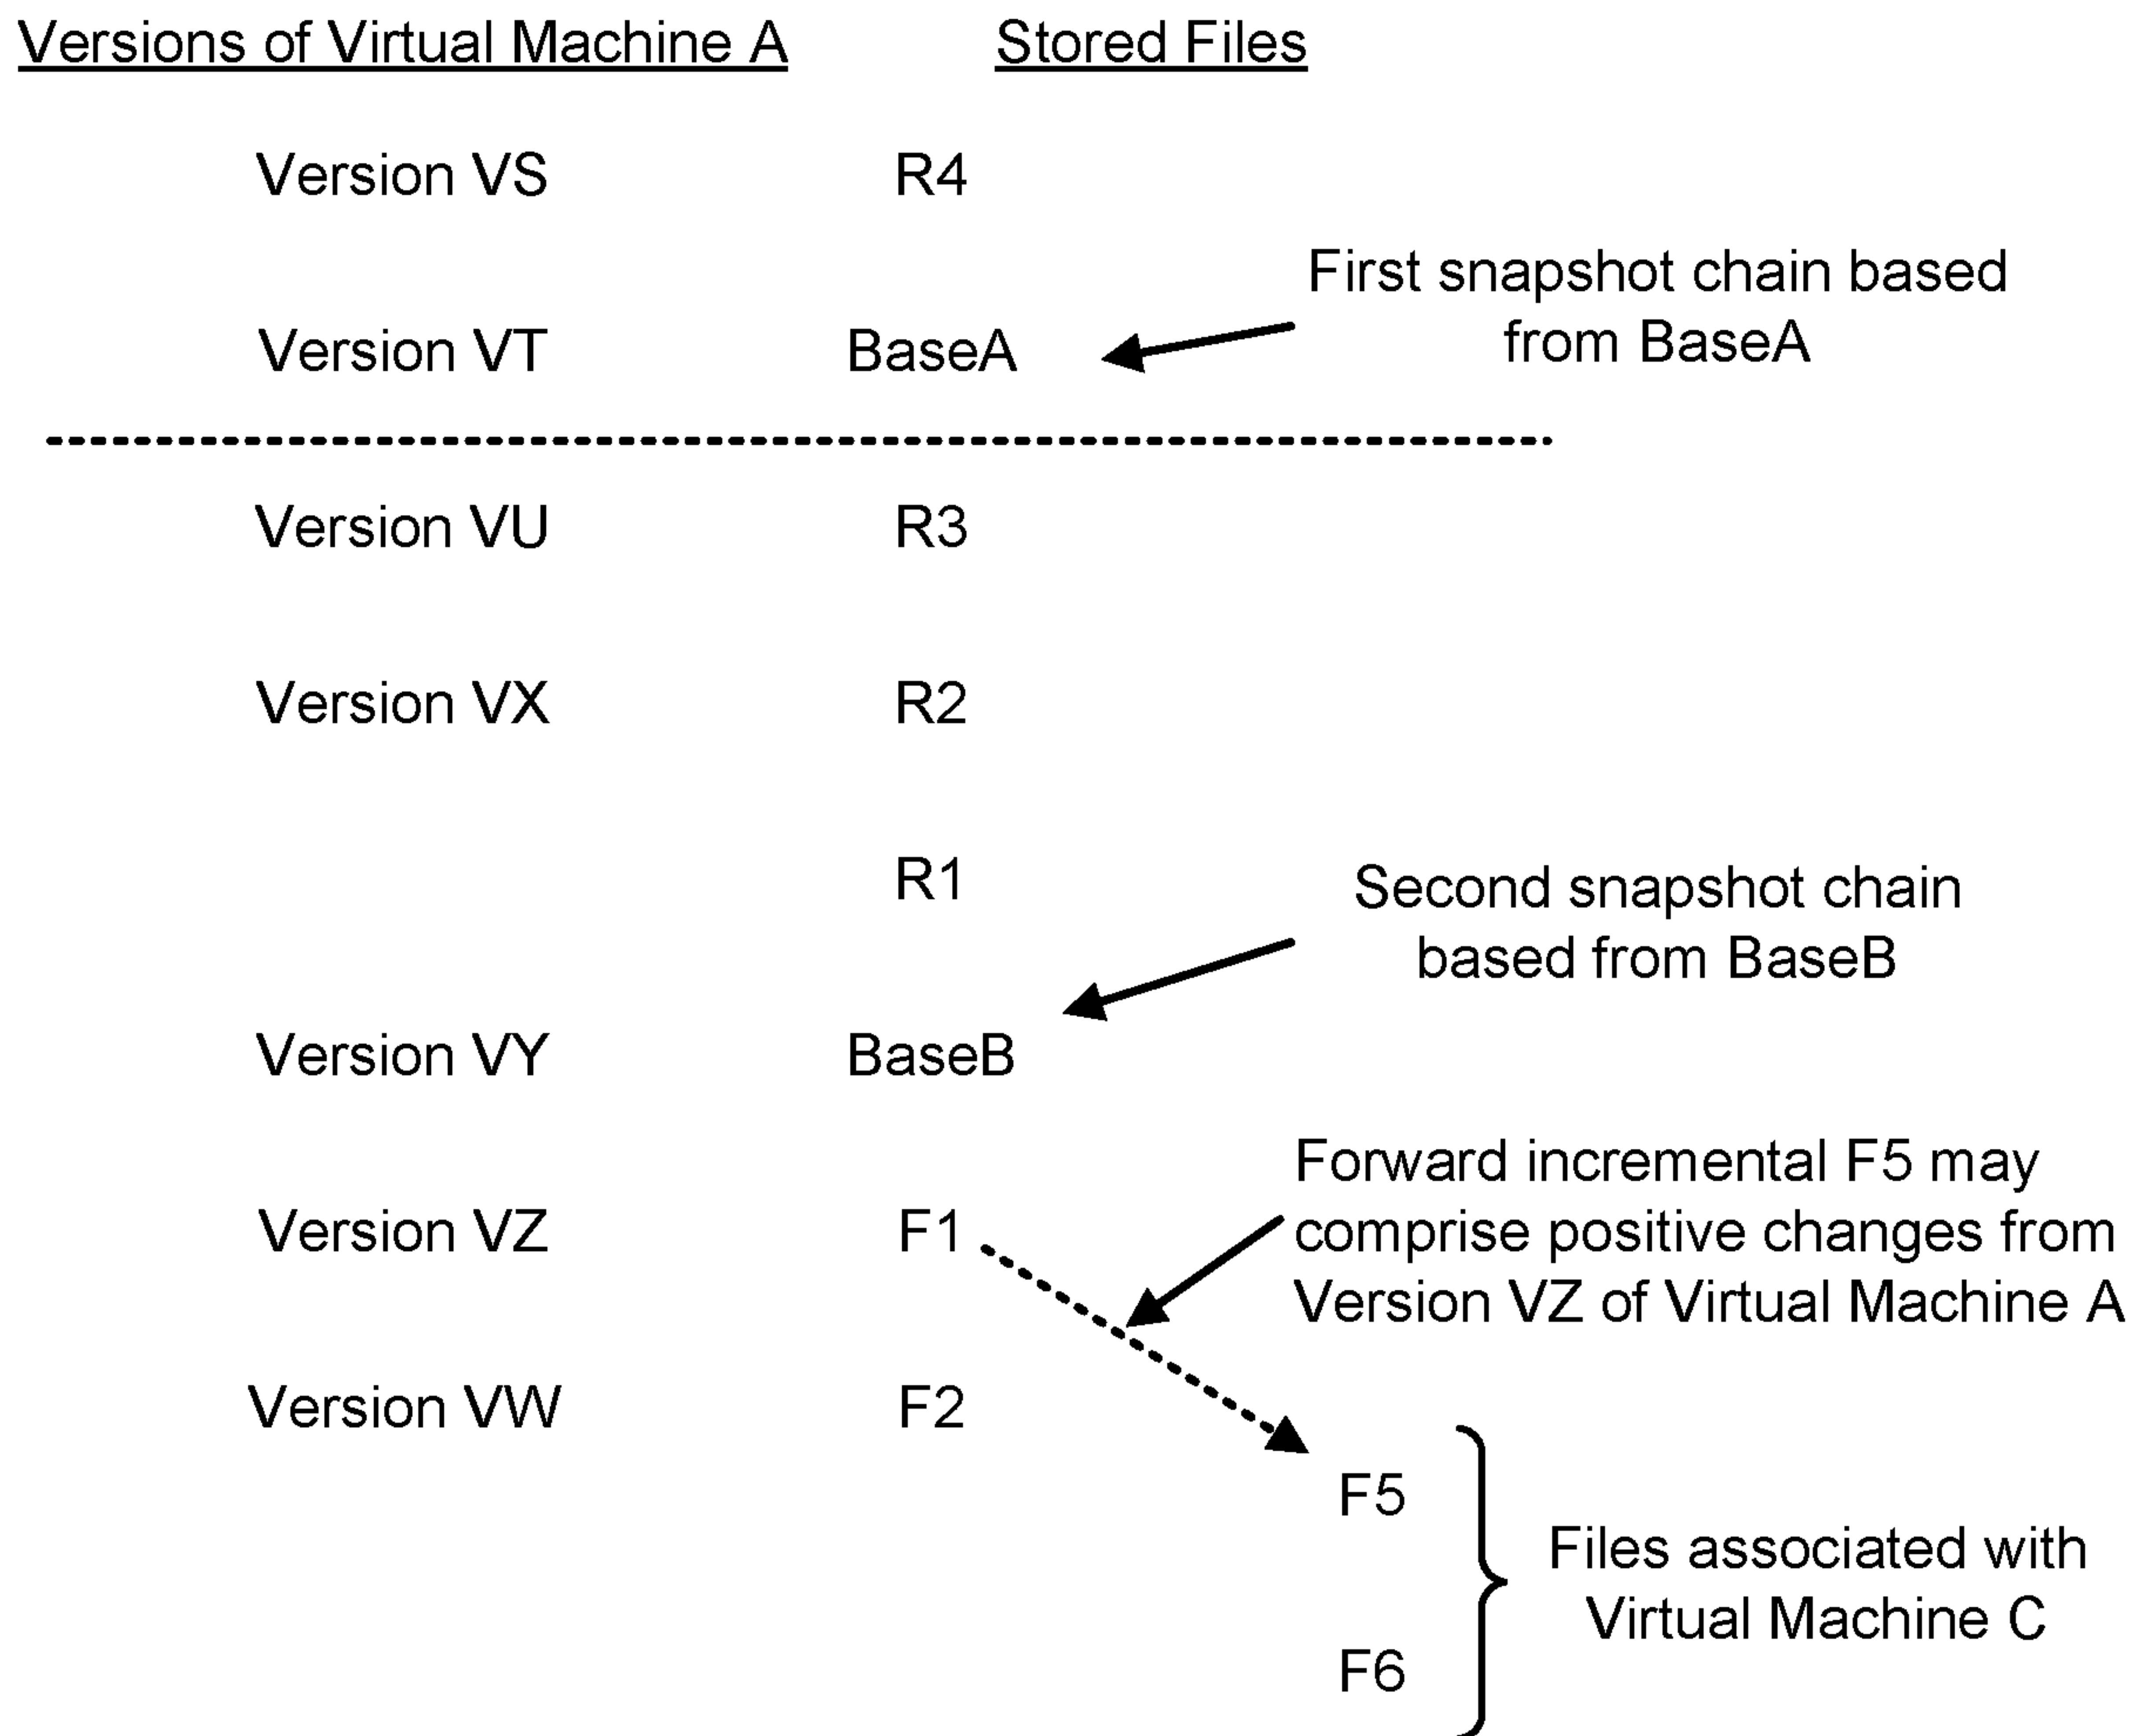 Versions of Virtual Machine A Stored Files
Version VS R4
First snapshot chain based
from BaseA
Version VT BaseA
Version VU R3
Version VX R2
R1
Second snapshot chain
based from BaseB
Version VY BaseB
Forward incremental F5 may
comprise positive changes from
Version VZ of Virtual Machine A
Version VZ F1
Version VW F2
F5
Files associated with
Virtual Machine C
F6